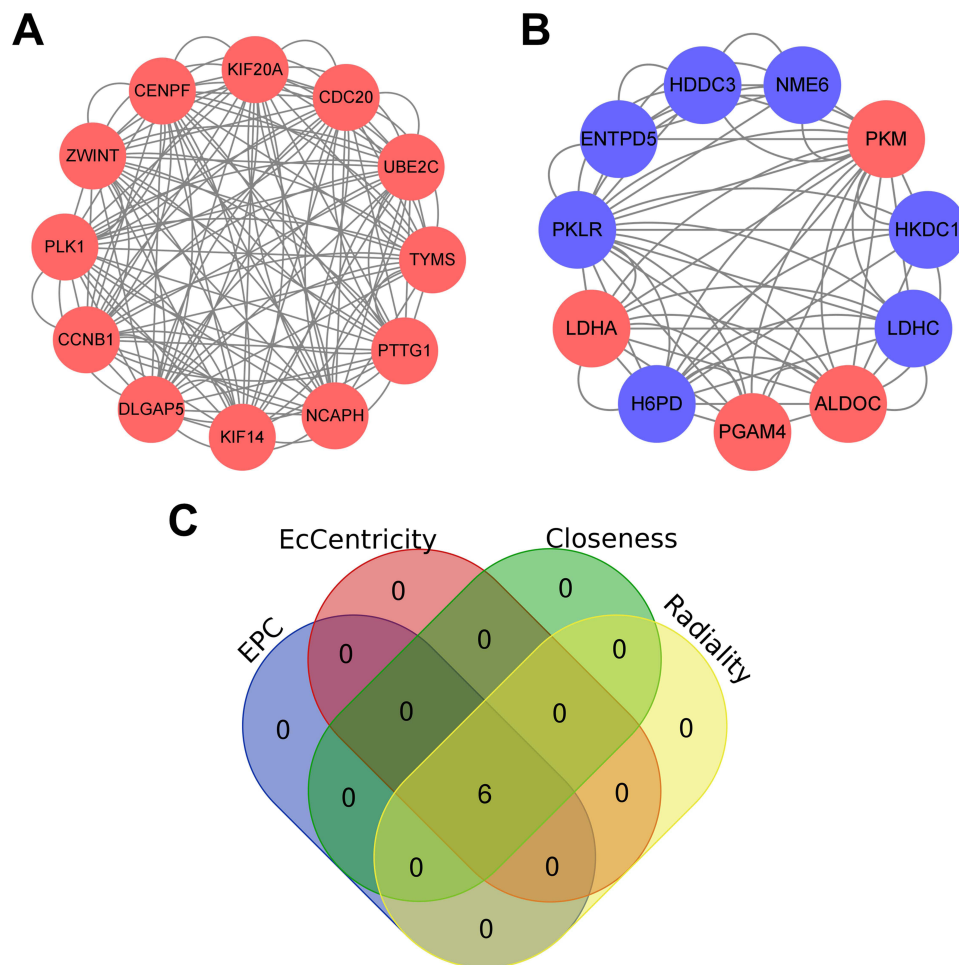 A
B
KIF20A
CENPF
CDC20
ZWINT
UBE2C
PLK1
TYMS
CCNB1
PTTG1
DLGAP5
NCAPH
KIF14
HDDC3
NME6
ENTPD5
PKM
PKLR
HKDC1
LDHA
LDHC
H6PD
ALDOC
PGAM4
C
EcCentricity
Closeness
EPC
Radiality
0
0
0
0
0
0
0
0
0
0
6
0
0
0
0
0